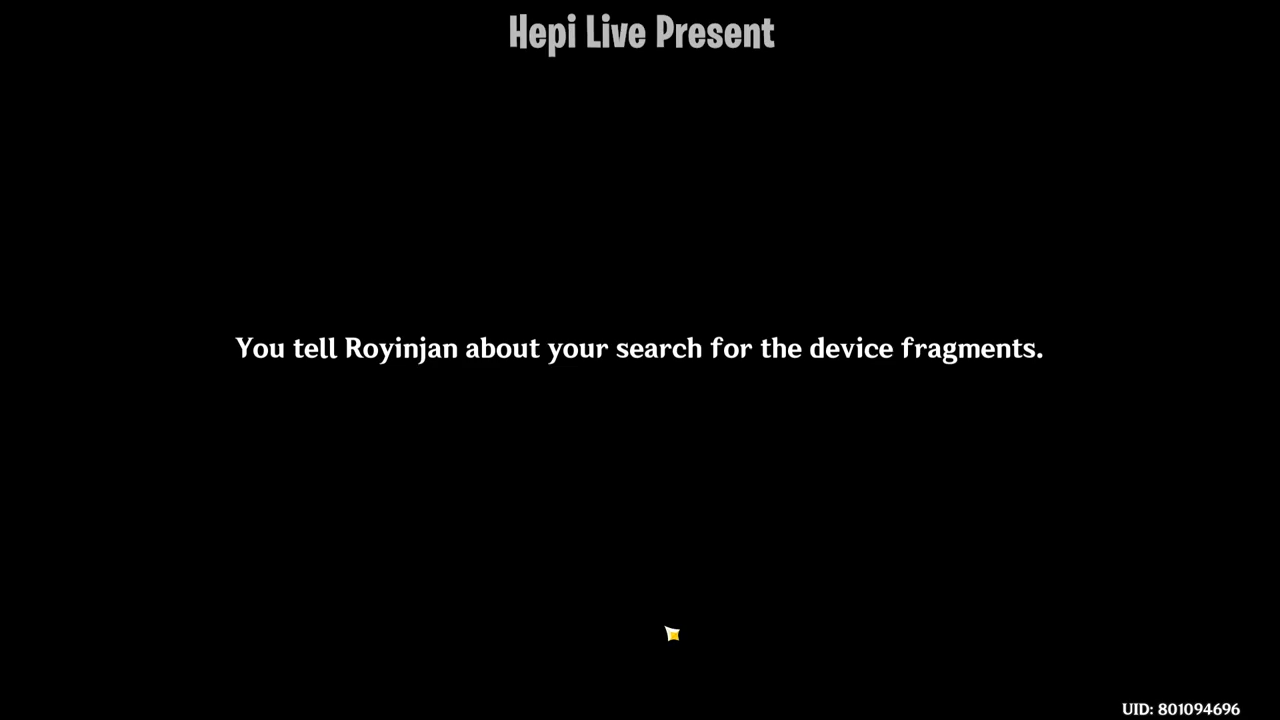 Hepi Live Present
You tell Royinjan about your search for the device fragments.
UID: 801094696